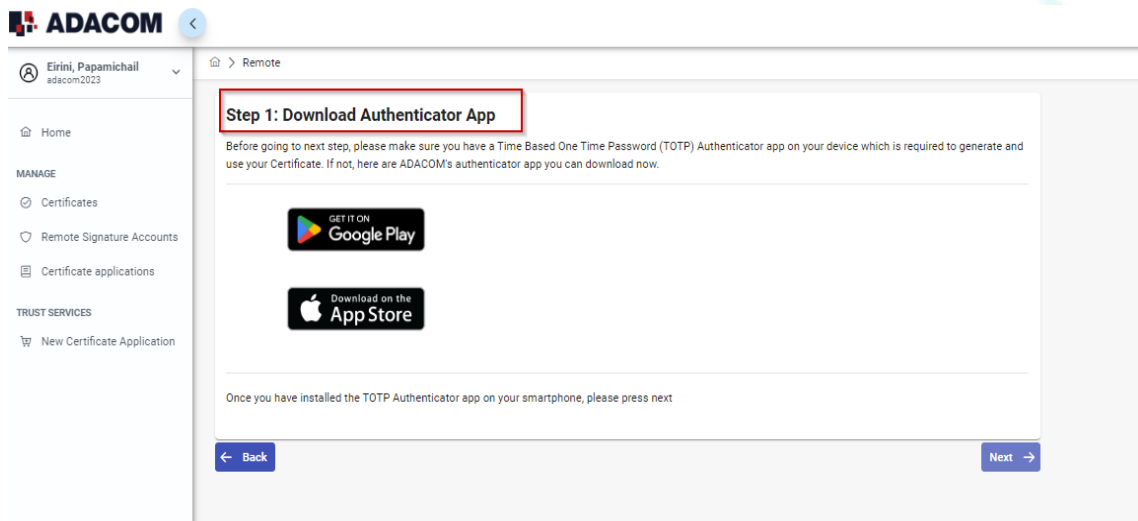 ADACOM
Eirini, Papamichail
adacom2023
Remote
Home
MANAGE
Certificates
Remote Signature Accounts
Certificate applications
TRUST SERVICES
New Certificate Application
Step 1: Download Authenticator App
Before going to next step, please make sure you have a Time Based One Time Password (TOTP) Authenticator app on your device which is required to generate and
use your Certificate. If not, here are ADACOM's authenticator app you can download now.
GET IT ON
Google Play
Download on the
App Store
Once you have installed the TOTP Authenticator app on your smartphone, please press next
Back
Next